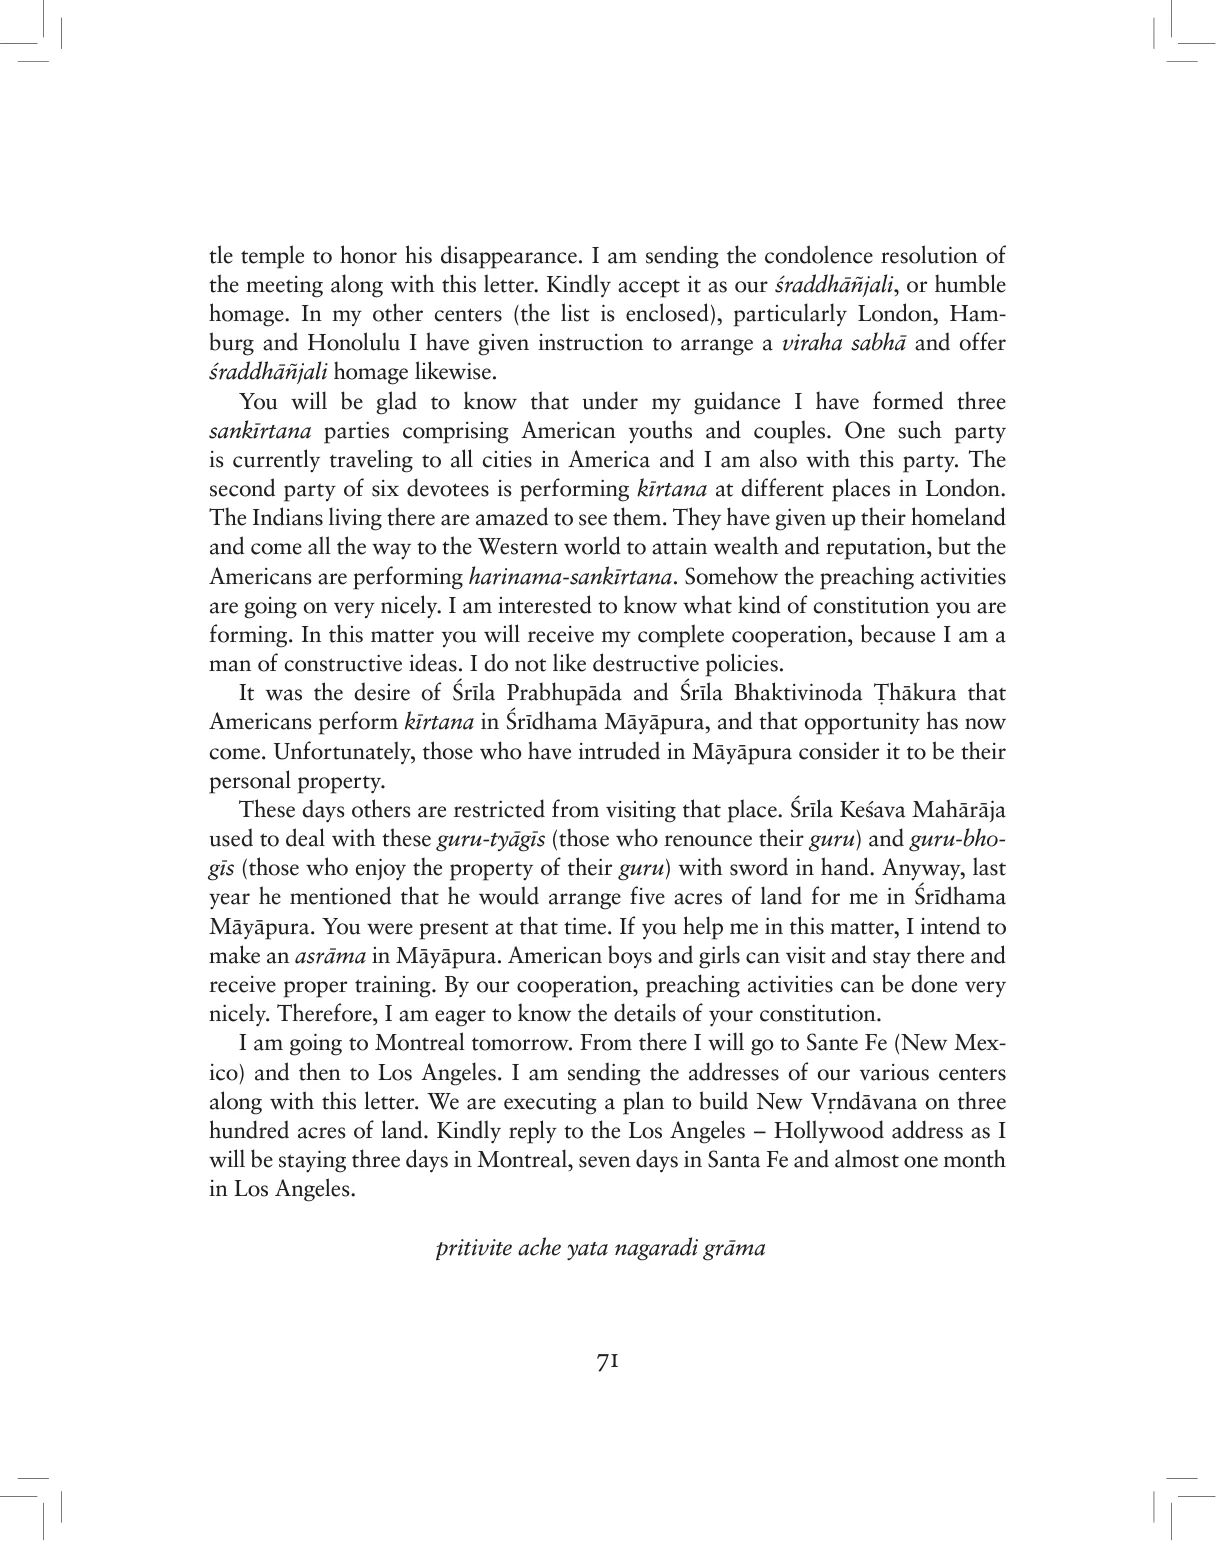 tle temple to honor his disappearance. I am sending the condolence resolution of
the meeting along with this letter. Kindly accept it as our śraddhāñjali, or humble
homage. In my other centers (the list is enclosed), particularly London, Ham-
burg and Honolulu I have given instruction to arrange a viraha sabhā and offer
śraddhāñjali homage likewise.
You will be glad to know that under my guidance I have formed three
sankīrtana parties comprising American youths and couples. One such party
is currently traveling to all cities in America and I am also with this party. The
second party of six devotees is performing kīrtana at different places in London.
The Indians living there are amazed to see them. They have given up their homeland
and come all the way to the Western world to attain wealth and reputation, but the
Americans are performing harinama-sankīrtana. Somehow the preaching activities
are going on very nicely. I am interested to know what kind of constitution you are
forming. In this matter you will receive my complete cooperation, because I am a
man of constructive ideas. I do not like destructive policies.
It was the desire of Śrīla Prabhupāda and Śrīla Bhaktivinoda Ṭhākura that
Americans perform kīrtana in Śrīdhama Māyāpura, and that opportunity has now
come. Unfortunately, those who have intruded in Māyāpura consider it to be their
personal property.
These days others are restricted from visiting that place. Śrīla Keśava Mahārāja
used to deal with these guru-tyāgīs (those who renounce their guru) and guru-bho-
gīs (those who enjoy the property of their guru) with sword in hand. Anyway, last
year he mentioned that he would arrange five acres of land for me in Śrīdhama
Māyāpura. You were present at that time. If you help me in this matter, I intend to
make an asrāma in Māyāpura. American boys and girls can visit and stay there and
receive proper training. By our cooperation, preaching activities can be done very
nicely. Therefore, I am eager to know the details of your constitution.
I am going to Montreal tomorrow. From there I will go to Sante Fe (New Mex-
ico) and then to Los Angeles. I am sending the addresses of our various centers
along with this letter. We are executing a plan to build New Vṛndāvana on three
hundred acres of land. Kindly reply to the Los Angeles – Hollywood address as I
will be staying three days in Montreal, seven days in Santa Fe and almost one month
in Los Angeles.
pritivite ache yata nagaradi grāma
71